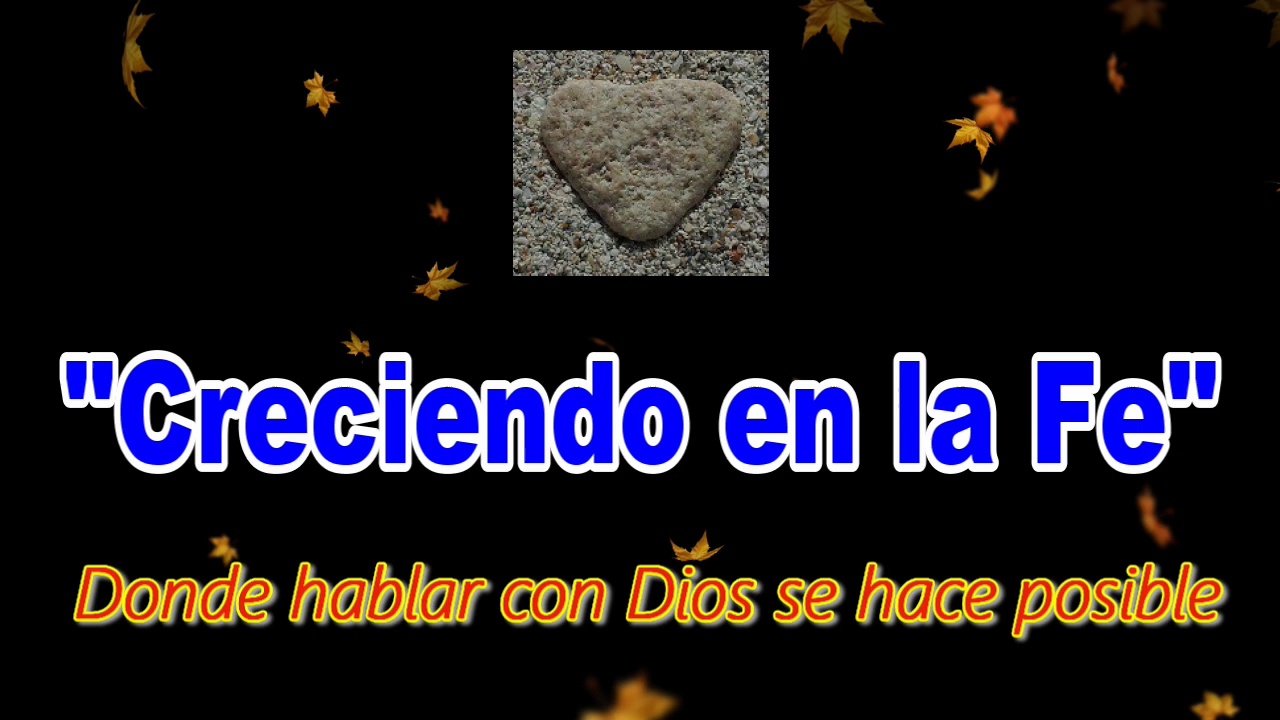 "Creciendo en la Fe"
Donde hablar con Dios se hace posible